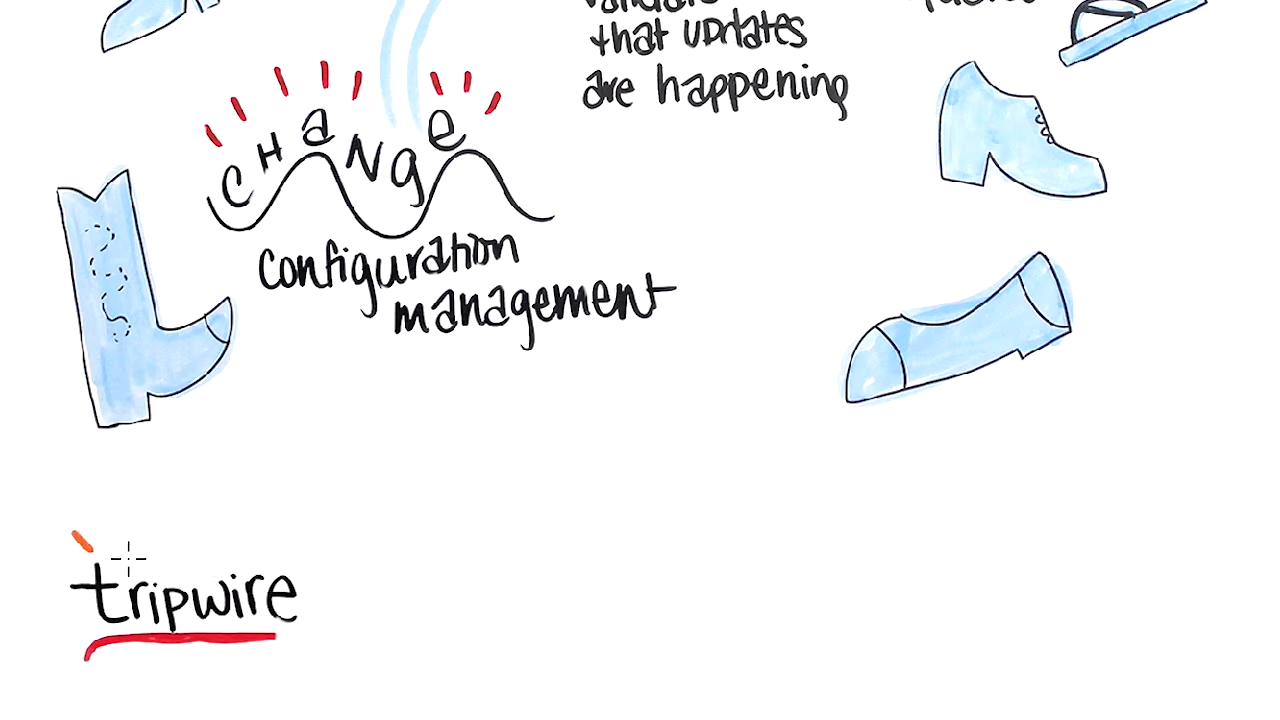 that updates
are happening
CHaNge
configuration
management
tripwire